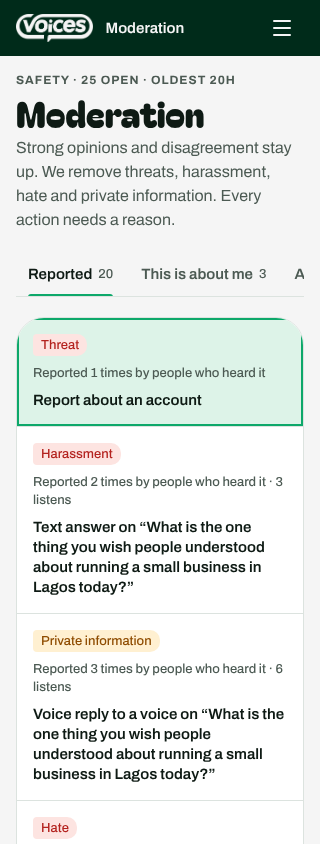 Voices Moderation
SAFETY · 25 OPEN · OLDEST 20H
Moderation
Strong opinions and disagreement stay
up. We remove threats, harassment,
hate and private information. Every
action needs a reason.
Reported 20 This is about me 3 A
Threat
Reported 1 times by people who heard it
Report about an account
Harassment
Reported 2 times by people who heard it · 3
listens
Text answer on “What is the one
thing you wish people understood
about running a small business in
Lagos today?”
Private information
Reported 3 times by people who heard it · 6
listens
Voice reply to a voice on “What is the
one thing you wish people
understood about running a small
business in Lagos today?”
Hate